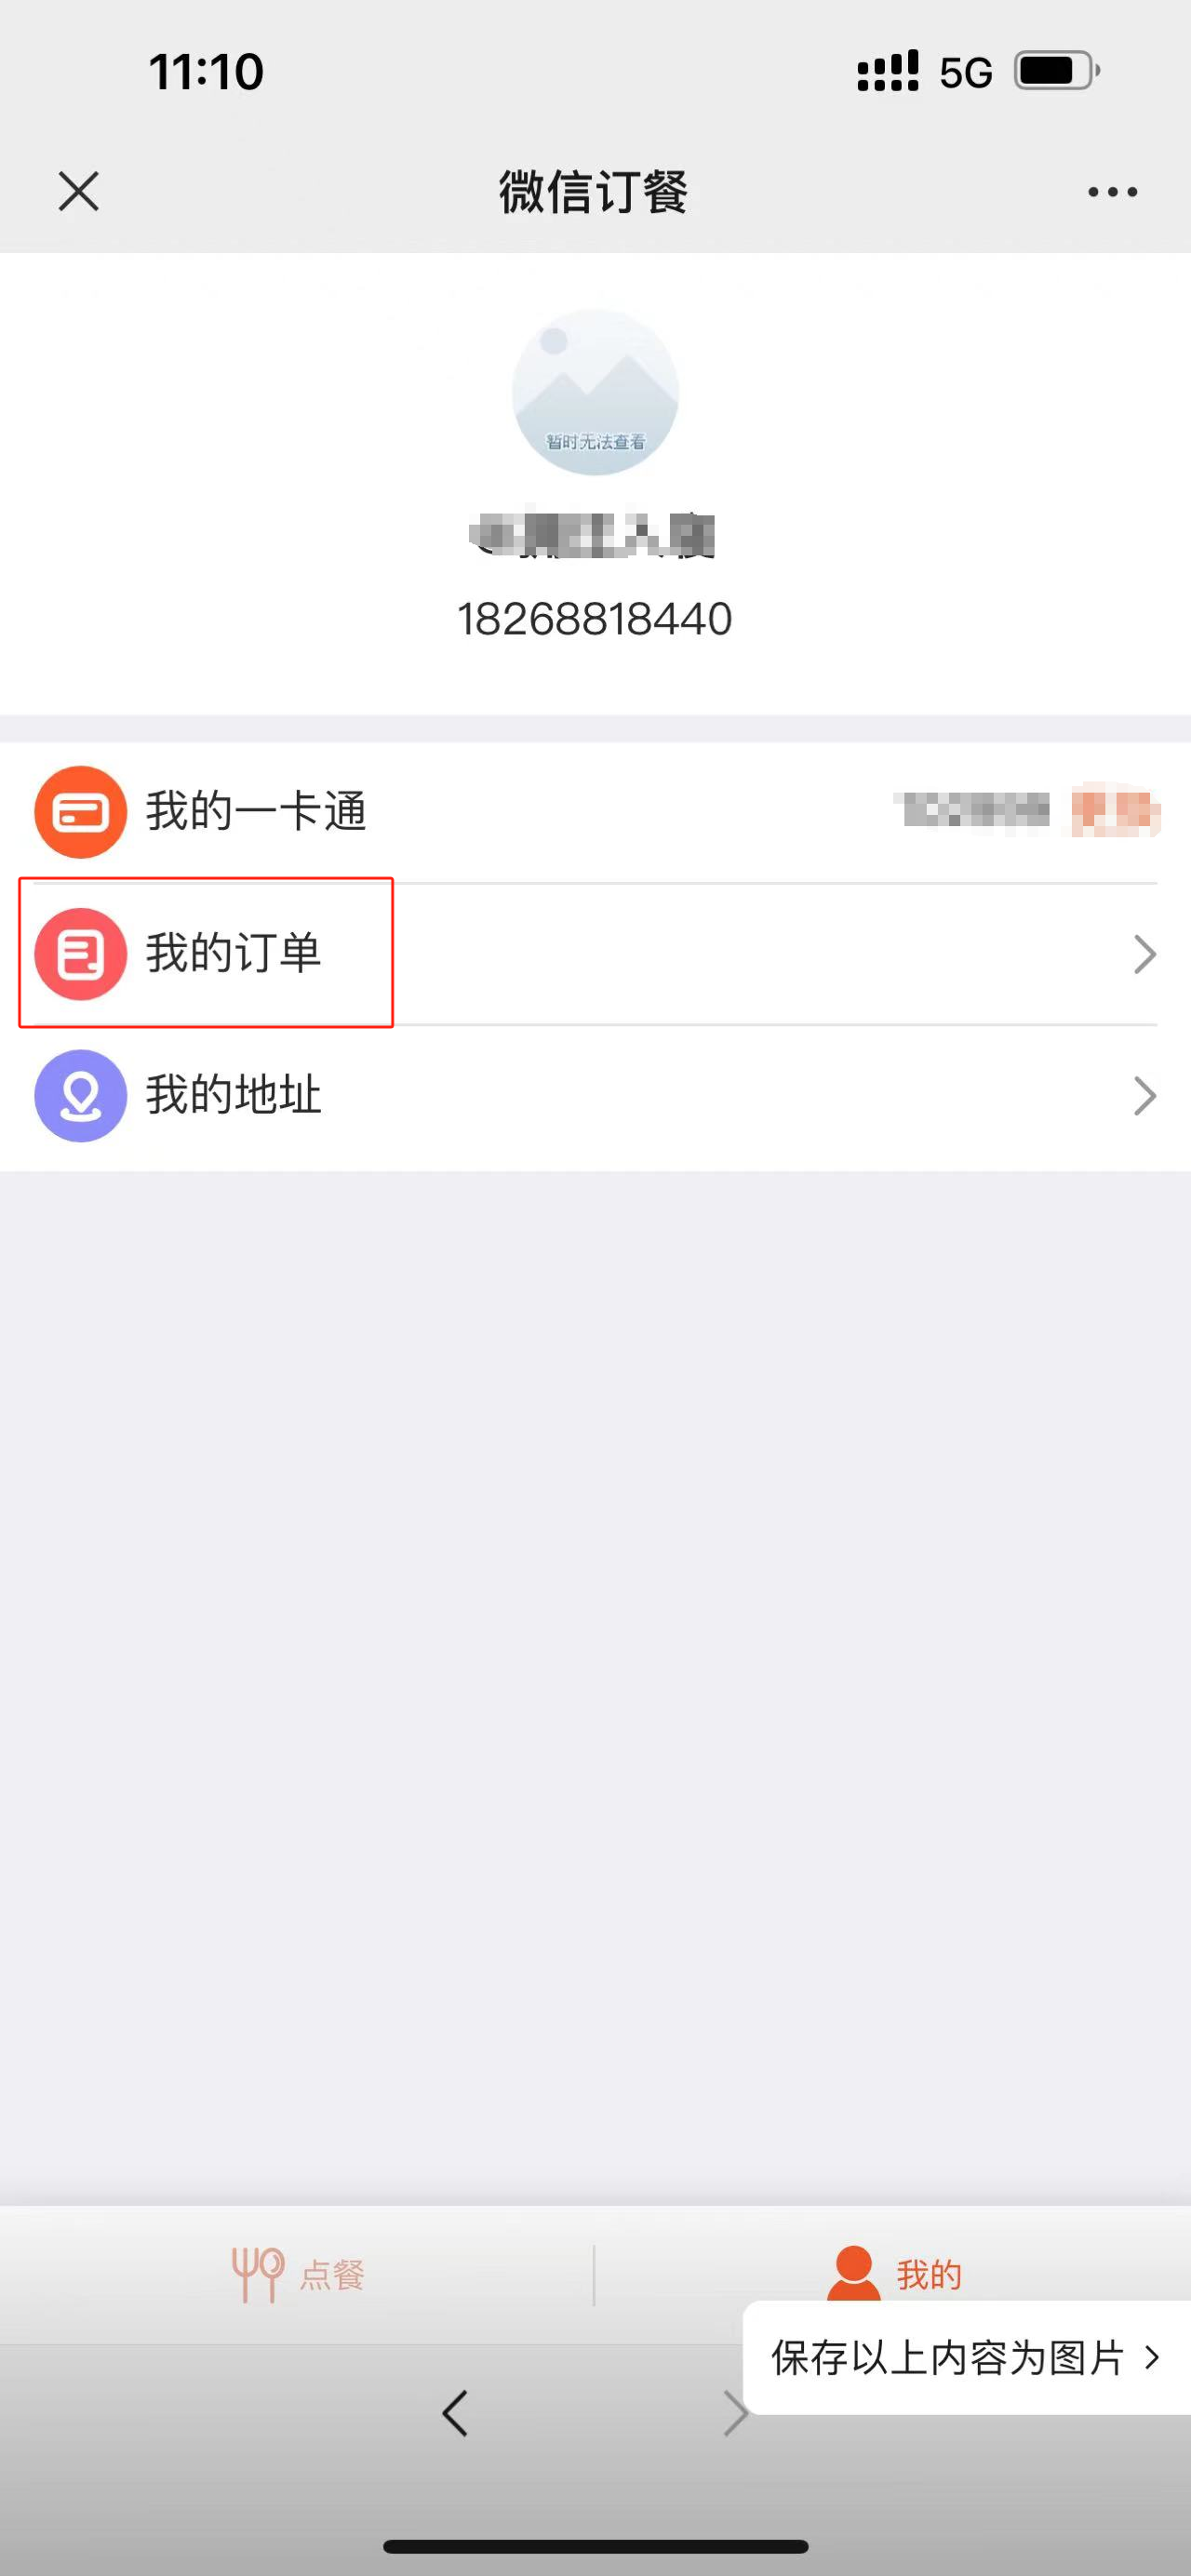 11:10
5G
微信订餐
暂时无法查看
18268818440
我的一卡通
我的订单
我的地址
点餐
我的
保存以上内容为图片